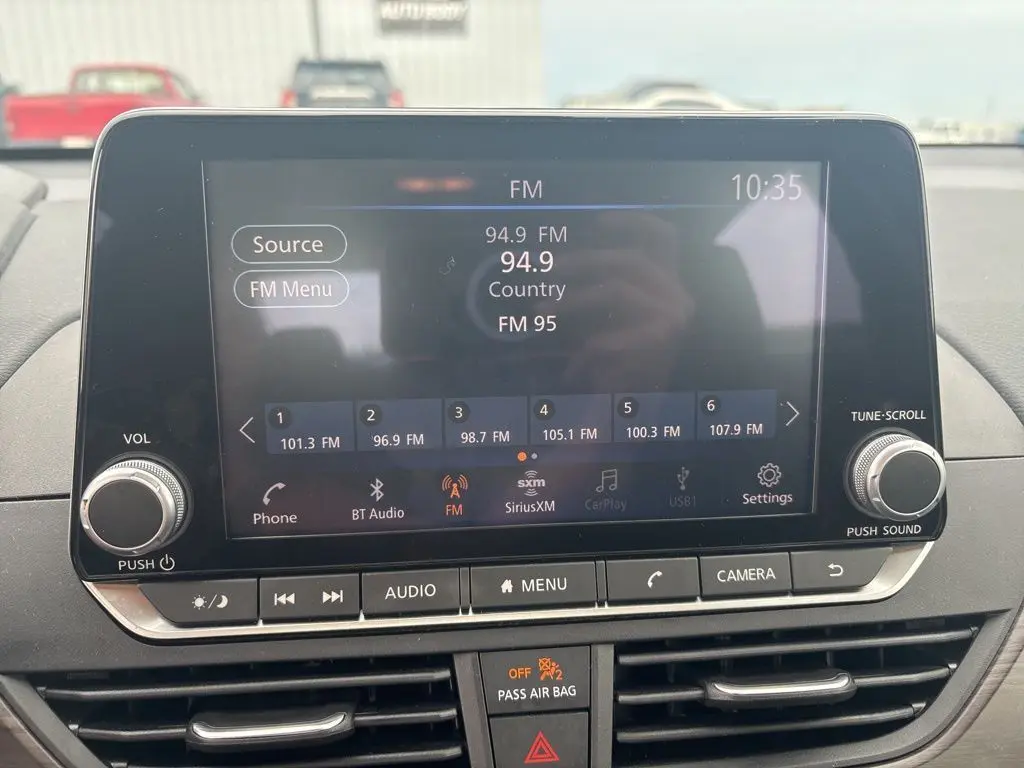 AUTO BODY
FM
10:35
Source
94.9 FM
94.9
FM Menu
Country
FM 95
1
101.3 FM
2
96.9 FM
3
98.7 FM
4
105.1 FM
5
100.3 FM
6
107.9 FM
VOL
TUNE·SCROLL
Phone
BT Audio
FM
sxm
SiriusXM
CarPlay
USB1
Settings
PUSH
PUSH SOUND
AUDIO
MENU
CAMERA
OFF
2
PASS AIR BAG